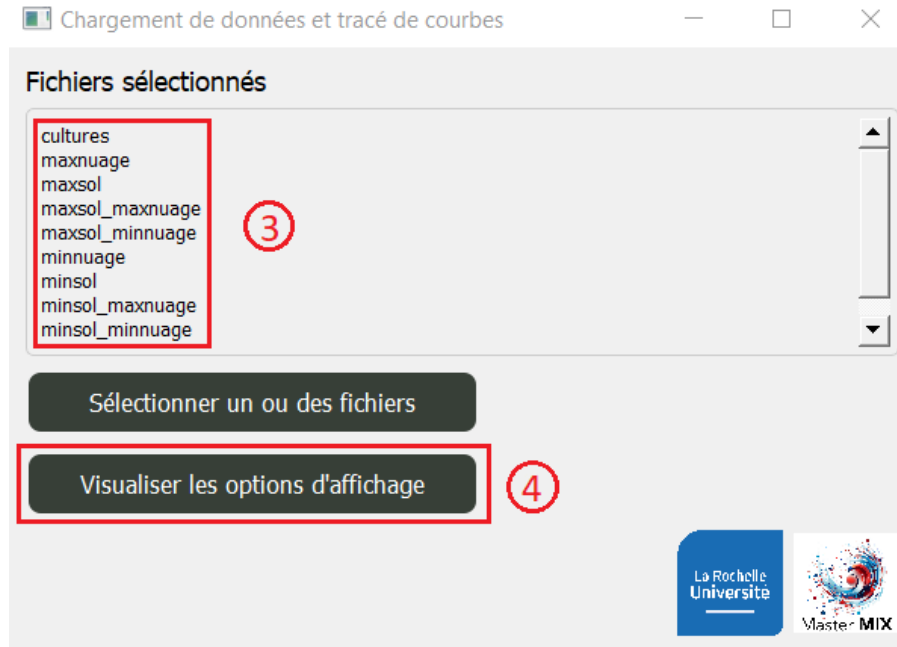 Chargement de données et tracé de courbes
Fichiers sélectionnés
cultures
maxnuage
maxsol
maxsol_maxnuage
maxsol_minnuage
minnuage
minsol
minsol_maxnuage
minsol_minnuage
3
Sélectionner un ou des fichiers
Visualiser les options d'affichage
4
La Rochelle
Université
Master MIX